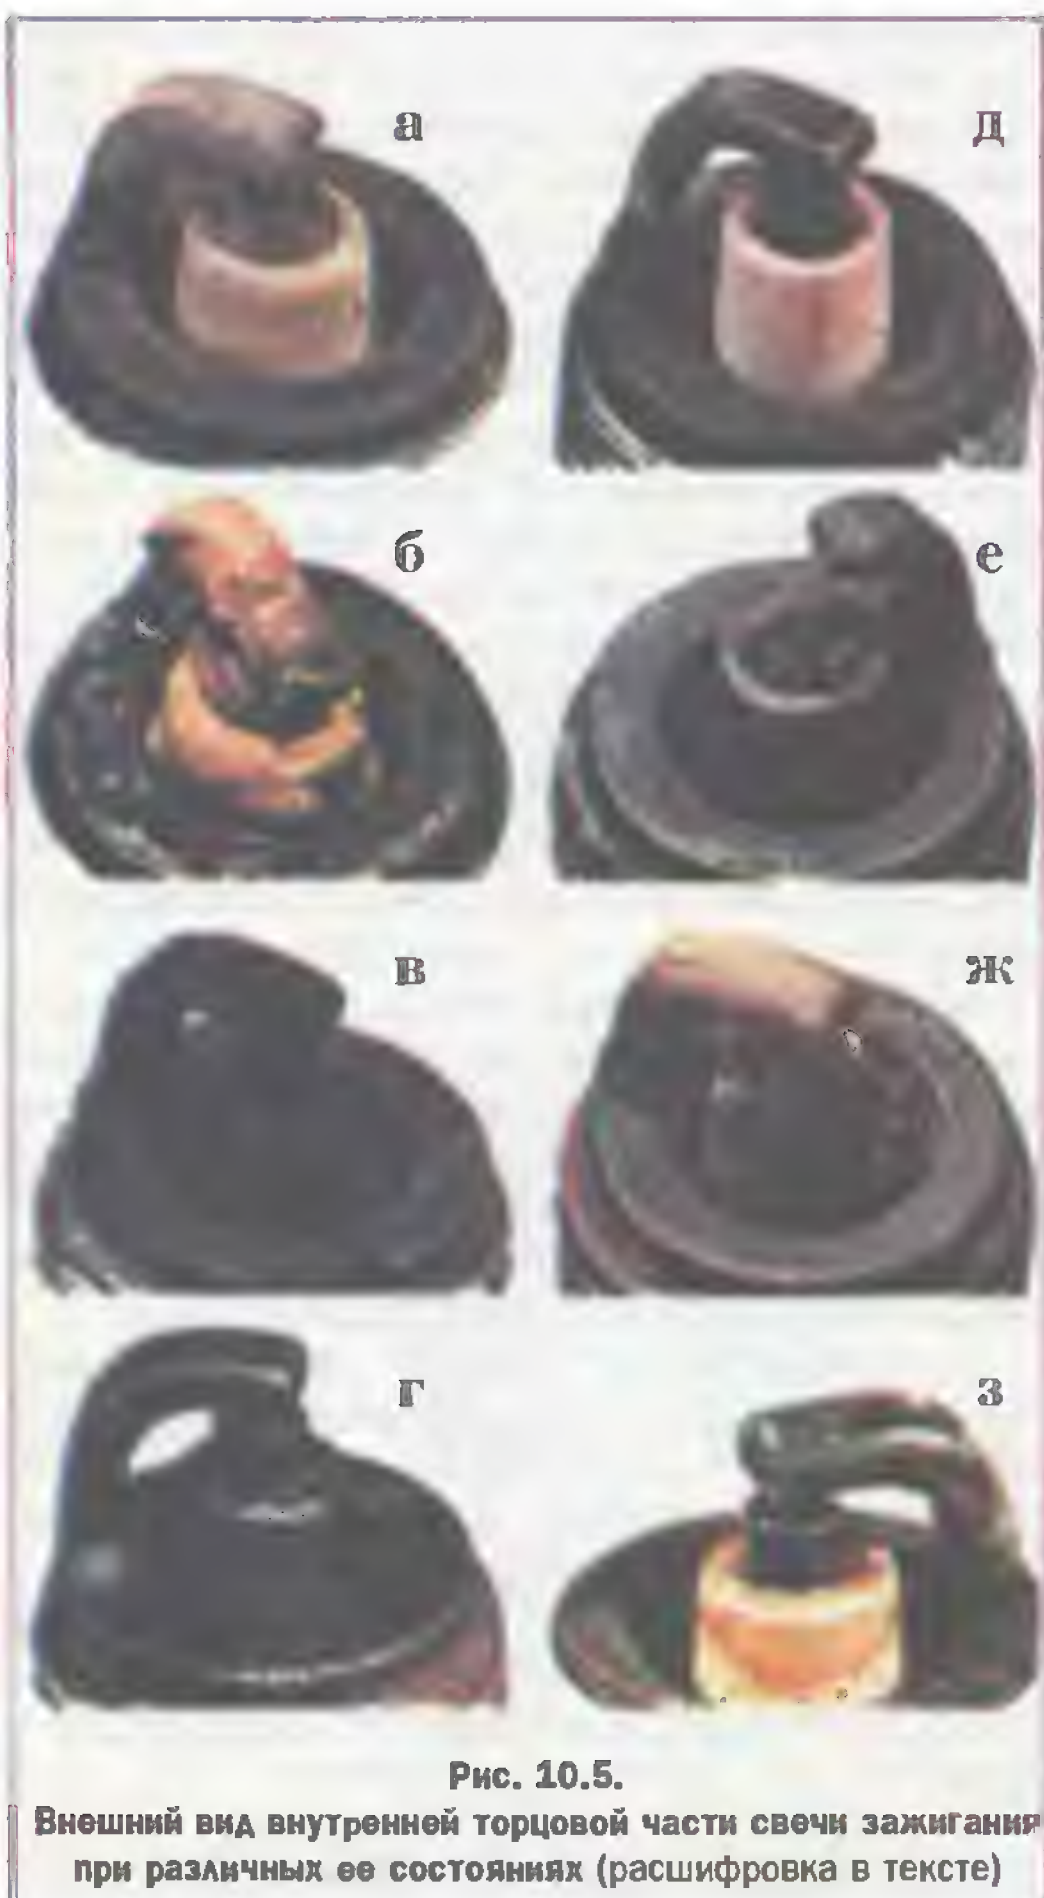 а
д
б
е
в
ж
г
з
Рис. 10.5.
Внешний вид внутренней торцовой части свечи зажигания
при различных ее состояниях (расшифровка в тексте)